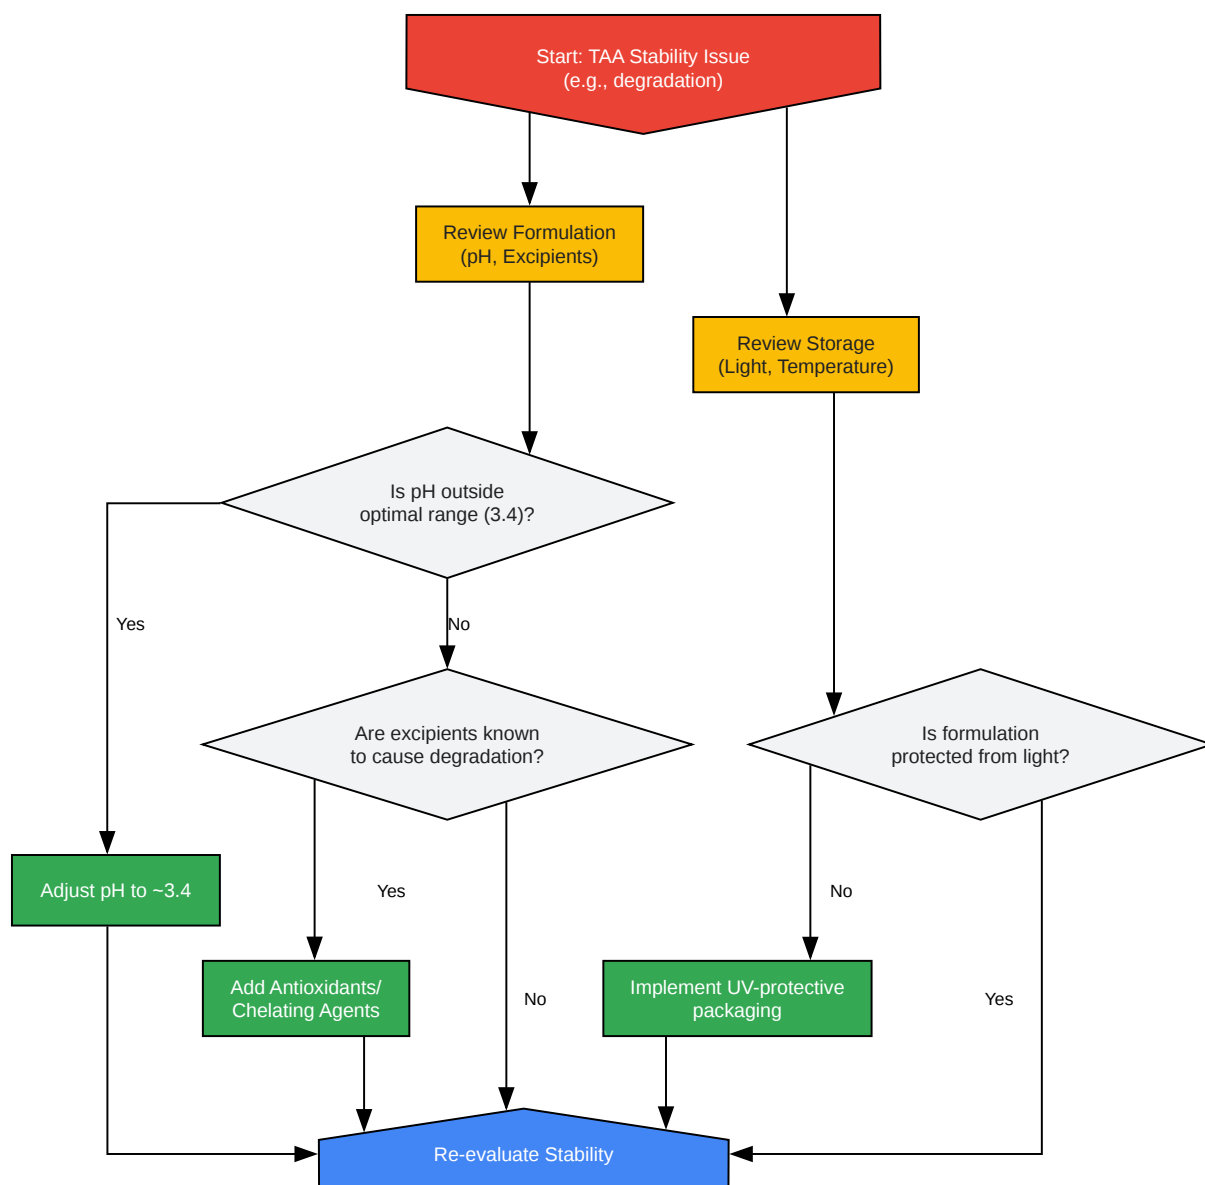 Start: TAA Stability Issue
(e.g., degradation)
Review Formulation
(pH, Excipients)
Review Storage
(Light, Temperature)
Is pH outside
optimal range (3.4)?
Yes
No
Are excipients known
to cause degradation?
Is formulation
protected from light?
Adjust pH to ~3.4
Yes
No
Add Antioxidants/
Chelating Agents
No
Implement UV-protective
packaging
Yes
Re-evaluate Stability